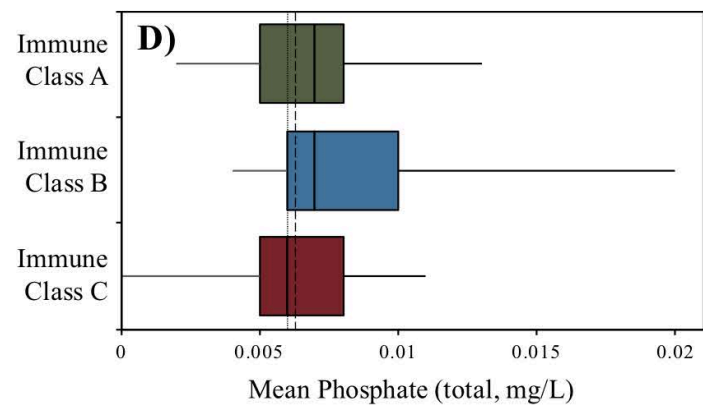 D)
Immune
Class A
Immune
Class B
Immune
Class C
0 0.005 0.01 0.015 0.02
Mean Phosphate (total, mg/L)